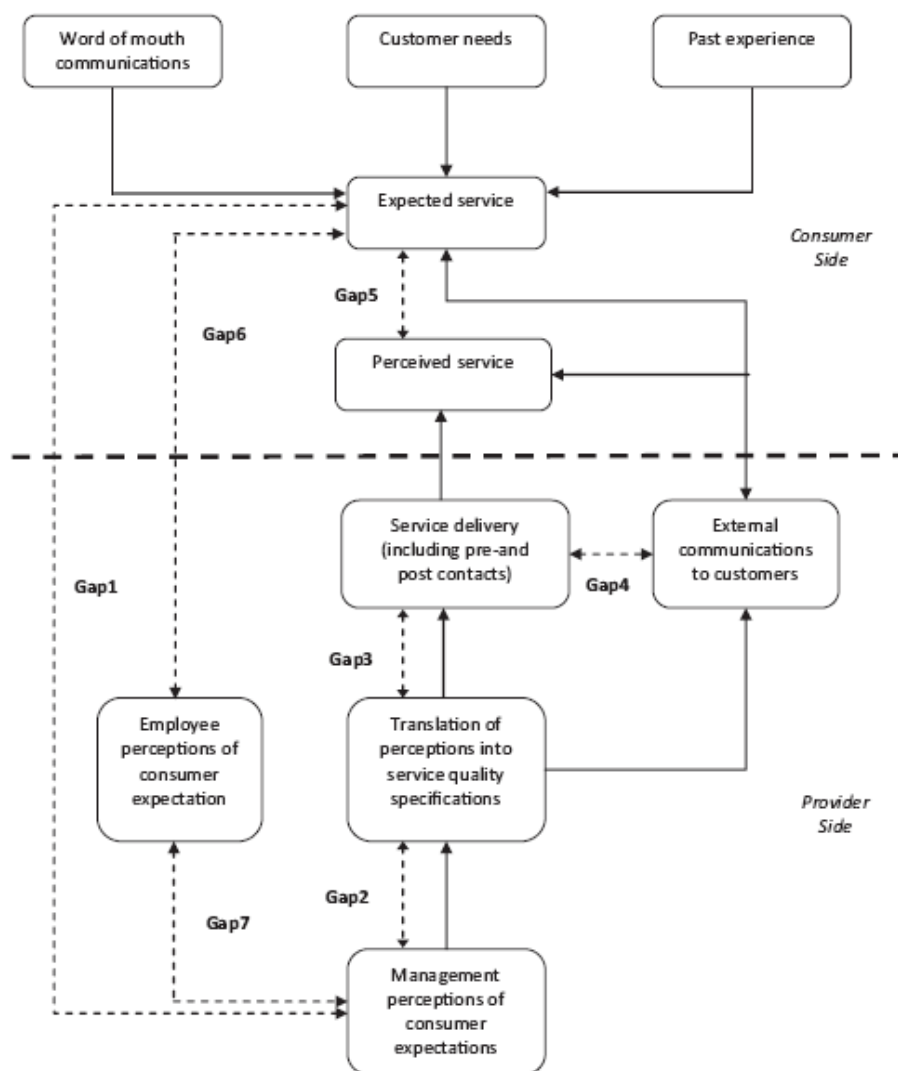 Word of mouth
communications
Customer needs
Past experience
Expected service
Consumer
Side
Gap5
Gap6
Perceived service
Service delivery
(including pre-and
post contacts)
External
communications
to customers
Gap1
Gap4
Gap3
Employee
perceptions of
consumer
expectation
Translation of
perceptions into
service quality
specifications
Provider
Side
Gap2
Gap7
Management
perceptions of
consumer
expectations